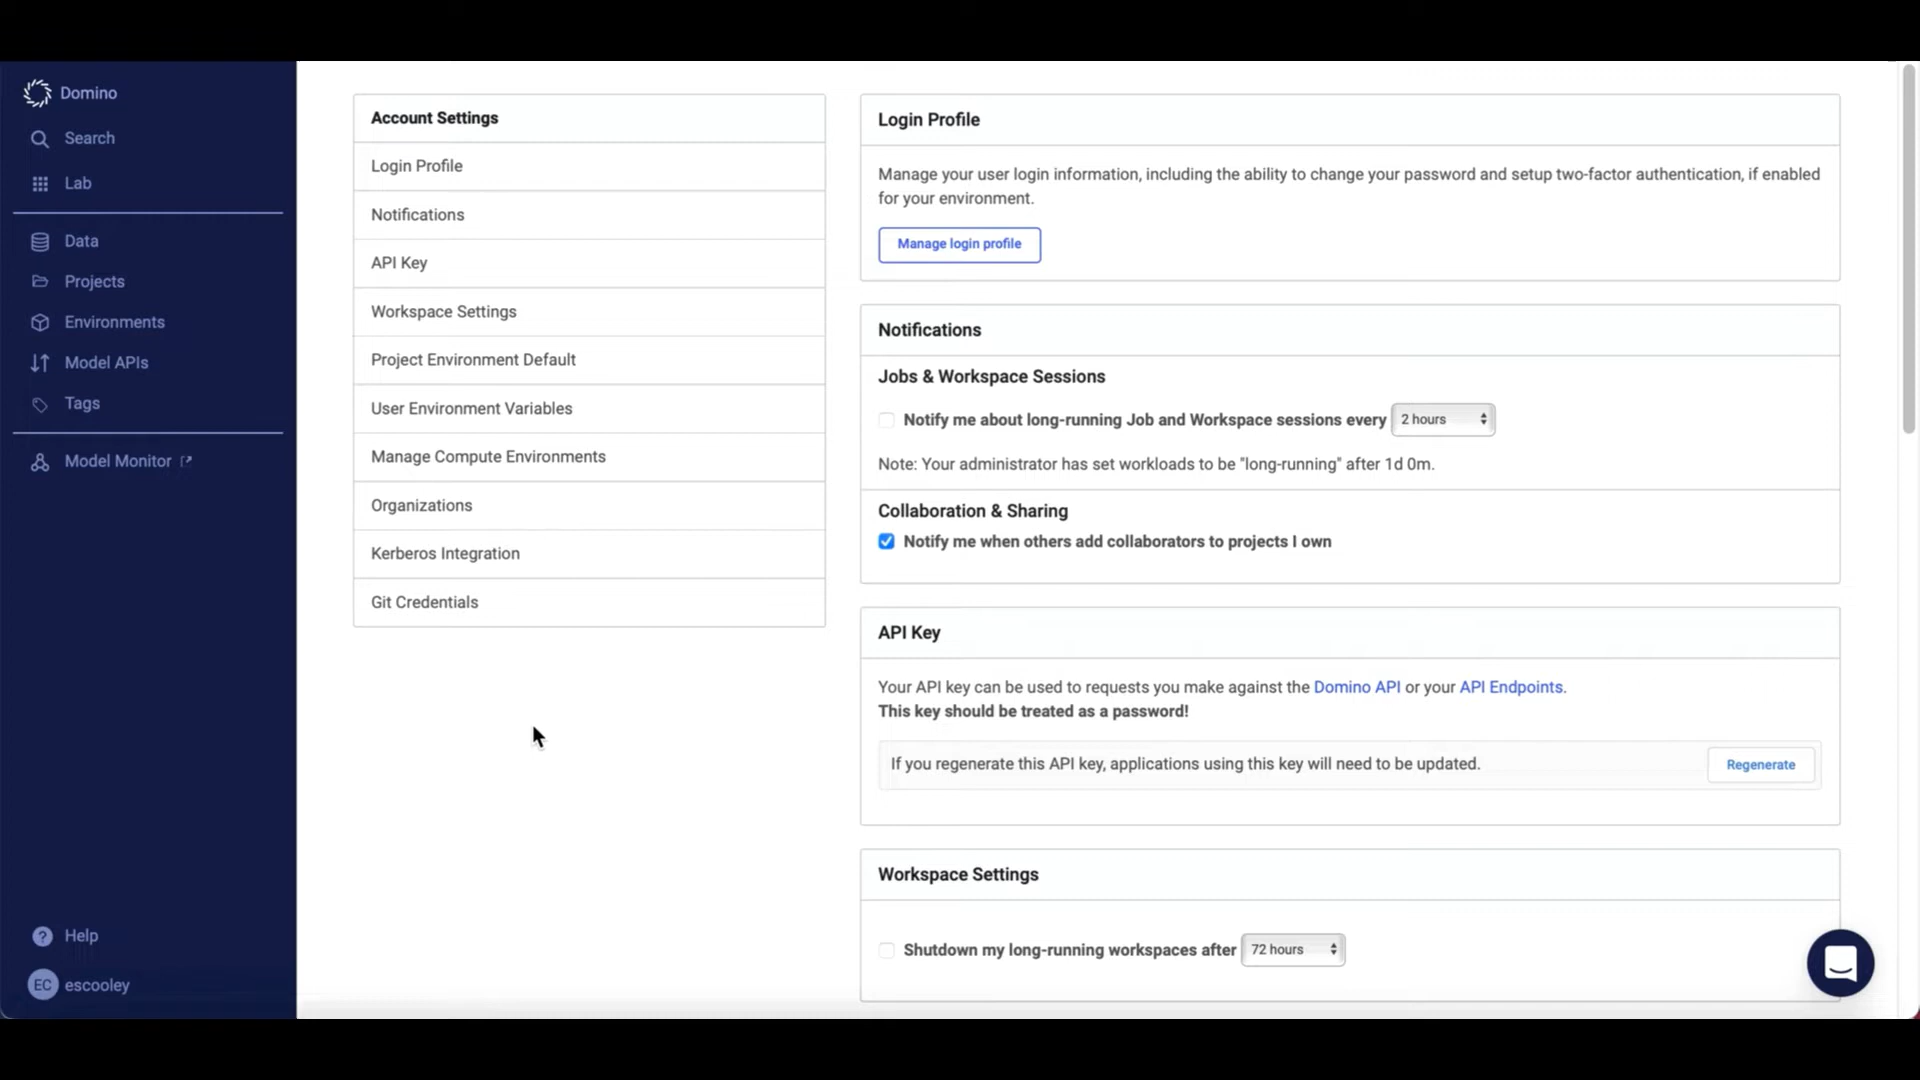 Domino
Search
Lab
Data
Projects
Environments
Model APIs
Tags
Model Monitor
Help
EC escooley
Account Settings
Login Profile
Notifications
API Key
Workspace Settings
Project Environment Default
User Environment Variables
Manage Compute Environments
Organizations
Kerberos Integration
Git Credentials
Login Profile
Manage your user login information, including the ability to change your password and setup two-factor authentication, if enabled
for your environment.
Manage login profile
Notifications
Jobs & Workspace Sessions
Notify me about long-running Job and Workspace sessions every 2 hours
Note: Your administrator has set workloads to be "long-running" after 1d 0m.
Collaboration & Sharing
Notify me when others add collaborators to projects I own
API Key
Your API key can be used to requests you make against the Domino API or your API Endpoints.
This key should be treated as a password!
If you regenerate this API key, applications using this key will need to be updated. Regenerate
Workspace Settings
Shutdown my long-running workspaces after 72 hours